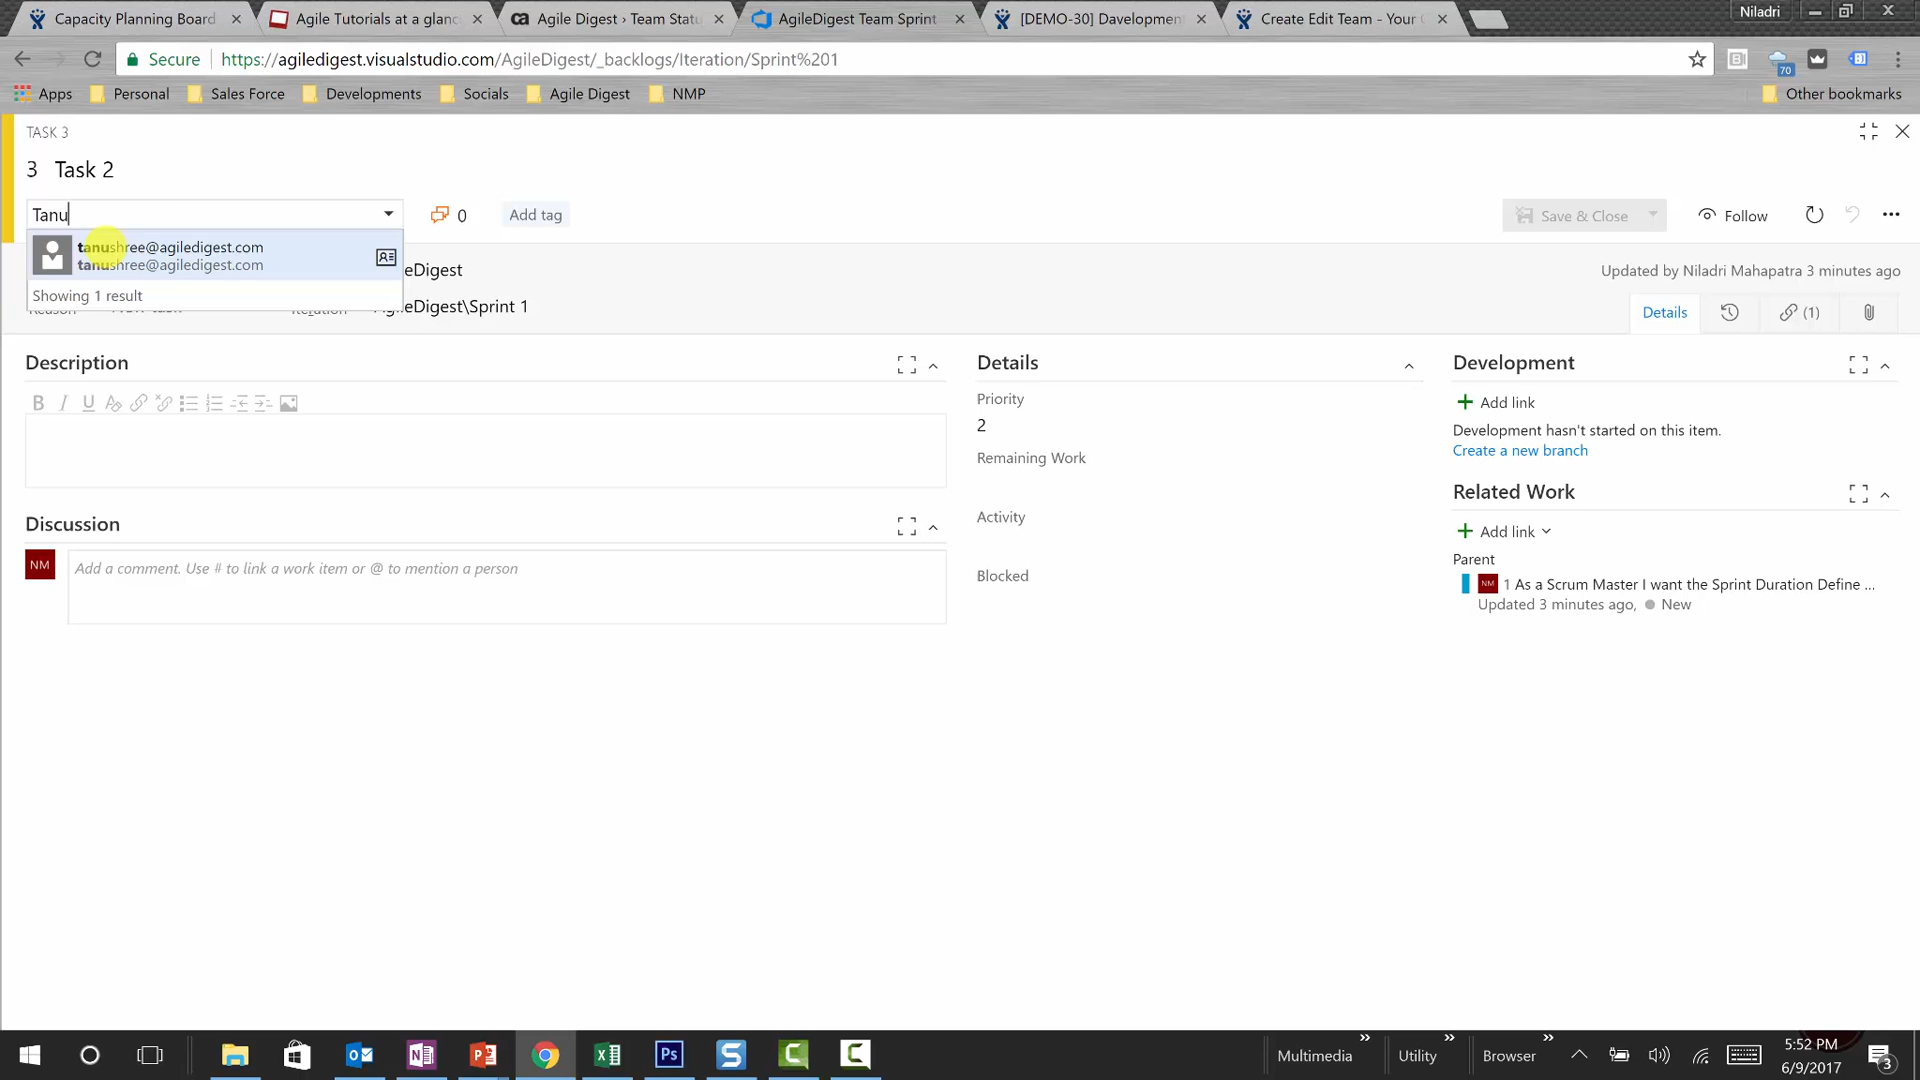 Capacity Planning Board
Agile Tutorials at a glanc
Agile Digest › Team Statu
AgileDigest Team Sprint
[DEMO-30] Davelopmen
Create Edit Team - Your
Niladri
Secure
https://agiledigest.visualstudio.com/AgileDigest/_backlogs/Iteration/Sprint%201
70
Apps
Personal
Sales Force
Developments
Socials
Agile Digest
NMP
Other bookmarks
TASK 3
3 Task 2
Tanu
0
Add tag
Save & Close
Follow
tanushree@agiledigest.com
tanushree@agiledigest.com
Showing 1 result
eDigest
Updated by Niladri Mahapatra 3 minutes ago
Reason
Iteration
AgileDigest\Sprint 1
Details
(1)
Description
Details
Development
Priority
2
Add link
Development hasn't started on this item.
Create a new branch
Remaining Work
Related Work
Discussion
Activity
Add link
NM
Add a comment. Use # to link a work item or @ to mention a person
Blocked
Parent
NM
1 As a Scrum Master I want the Sprint Duration Define ...
Updated 3 minutes ago, New
Multimedia
Utility
Browser
5:52 PM
6/9/2017
3